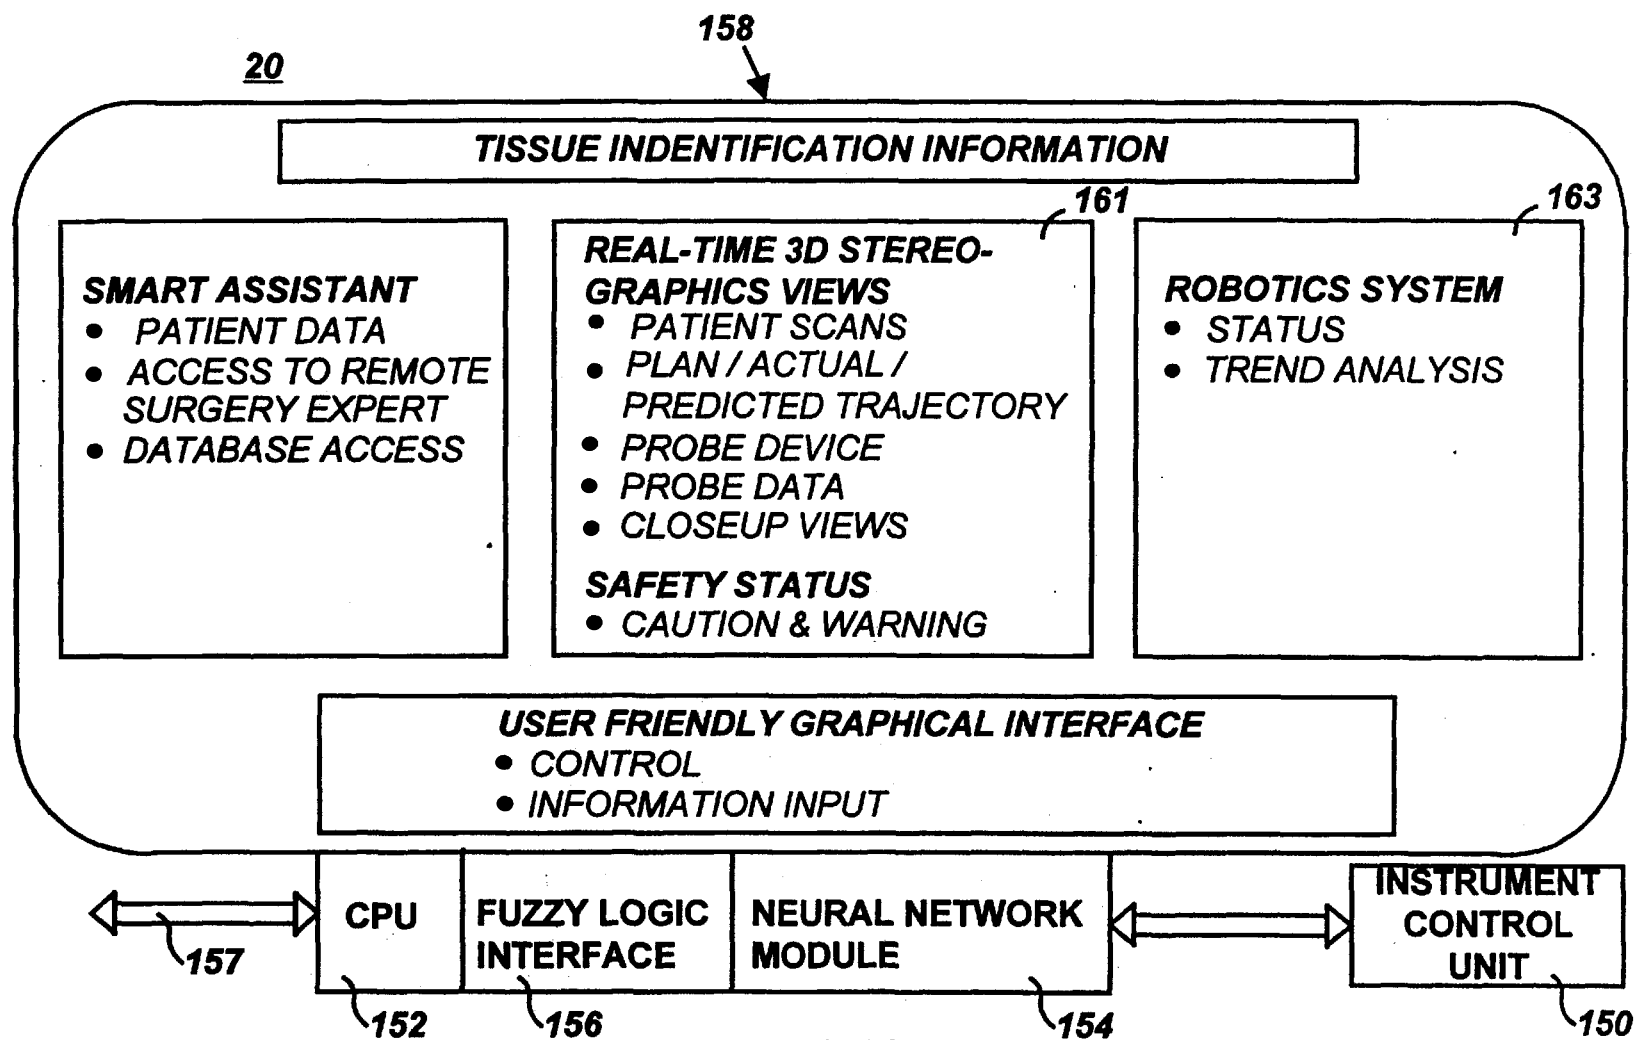 158
20
TISSUE INDENTIFICATION INFORMATION
161
163
SMART ASSISTANT
• PATIENT DATA
• ACCESS TO REMOTE
SURGERY EXPERT
• DATABASE ACCESS
REAL-TIME 3D STEREO-
GRAPHICS VIEWS
• PATIENT SCANS
• PLAN / ACTUAL /
PREDICTED TRAJECTORY
• PROBE DEVICE
• PROBE DATA
• CLOSEUP VIEWS
SAFETY STATUS
• CAUTION & WARNING
ROBOTICS SYSTEM
• STATUS
• TREND ANALYSIS
USER FRIENDLY GRAPHICAL INTERFACE
• CONTROL
• INFORMATION INPUT
157
CPU
152
FUZZY LOGIC
INTERFACE
156
NEURAL NETWORK
MODULE
154
INSTRUMENT
CONTROL
UNIT
150